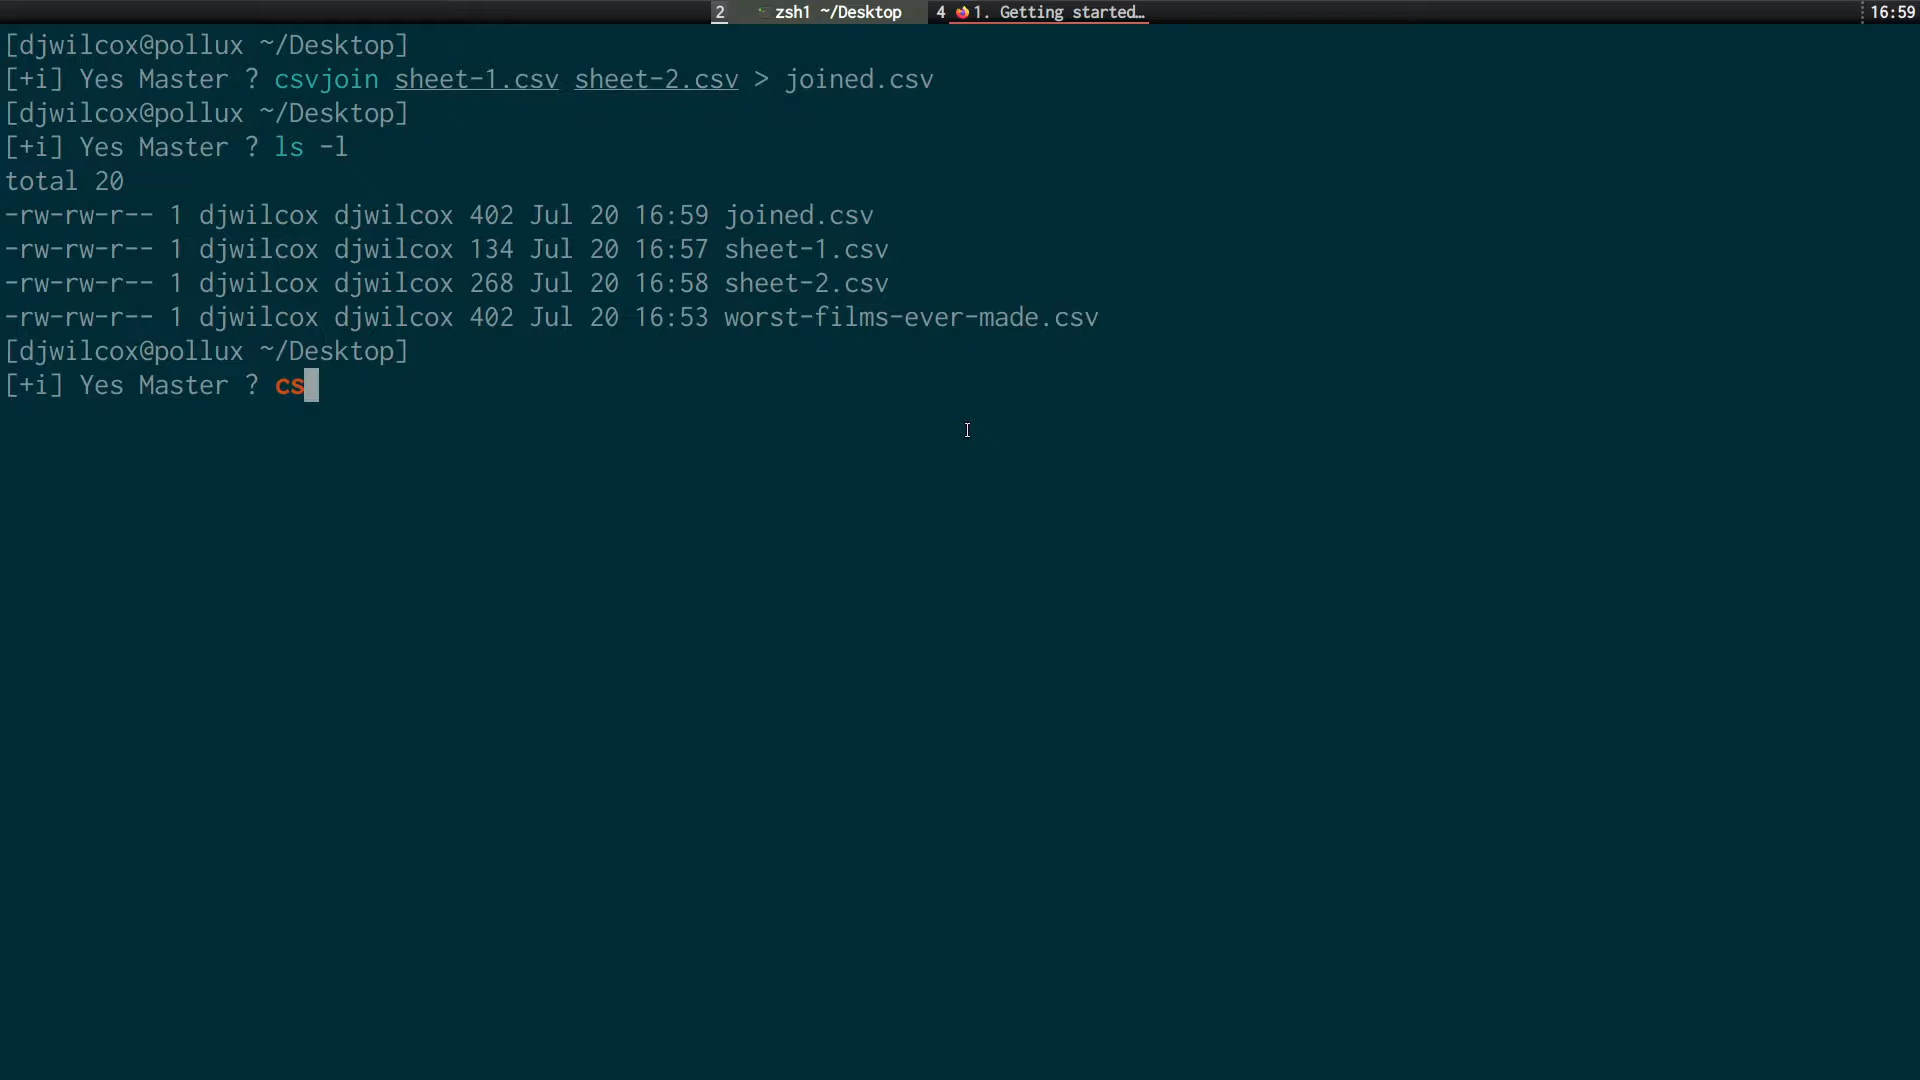 2 zsh1 ~/Desktop 4 1. Getting started… 16:59
[djwilcox@pollux ~/Desktop]
[+i] Yes Master ? csvjoin sheet-1.csv sheet-2.csv > joined.csv
[djwilcox@pollux ~/Desktop]
[+i] Yes Master ? ls -l
total 20
-rw-rw-r-- 1 djwilcox djwilcox 402 Jul 20 16:59 joined.csv
-rw-rw-r-- 1 djwilcox djwilcox 134 Jul 20 16:57 sheet-1.csv
-rw-rw-r-- 1 djwilcox djwilcox 268 Jul 20 16:58 sheet-2.csv
-rw-rw-r-- 1 djwilcox djwilcox 402 Jul 20 16:53 worst-films-ever-made.csv
[djwilcox@pollux ~/Desktop]
[+i] Yes Master ? cs